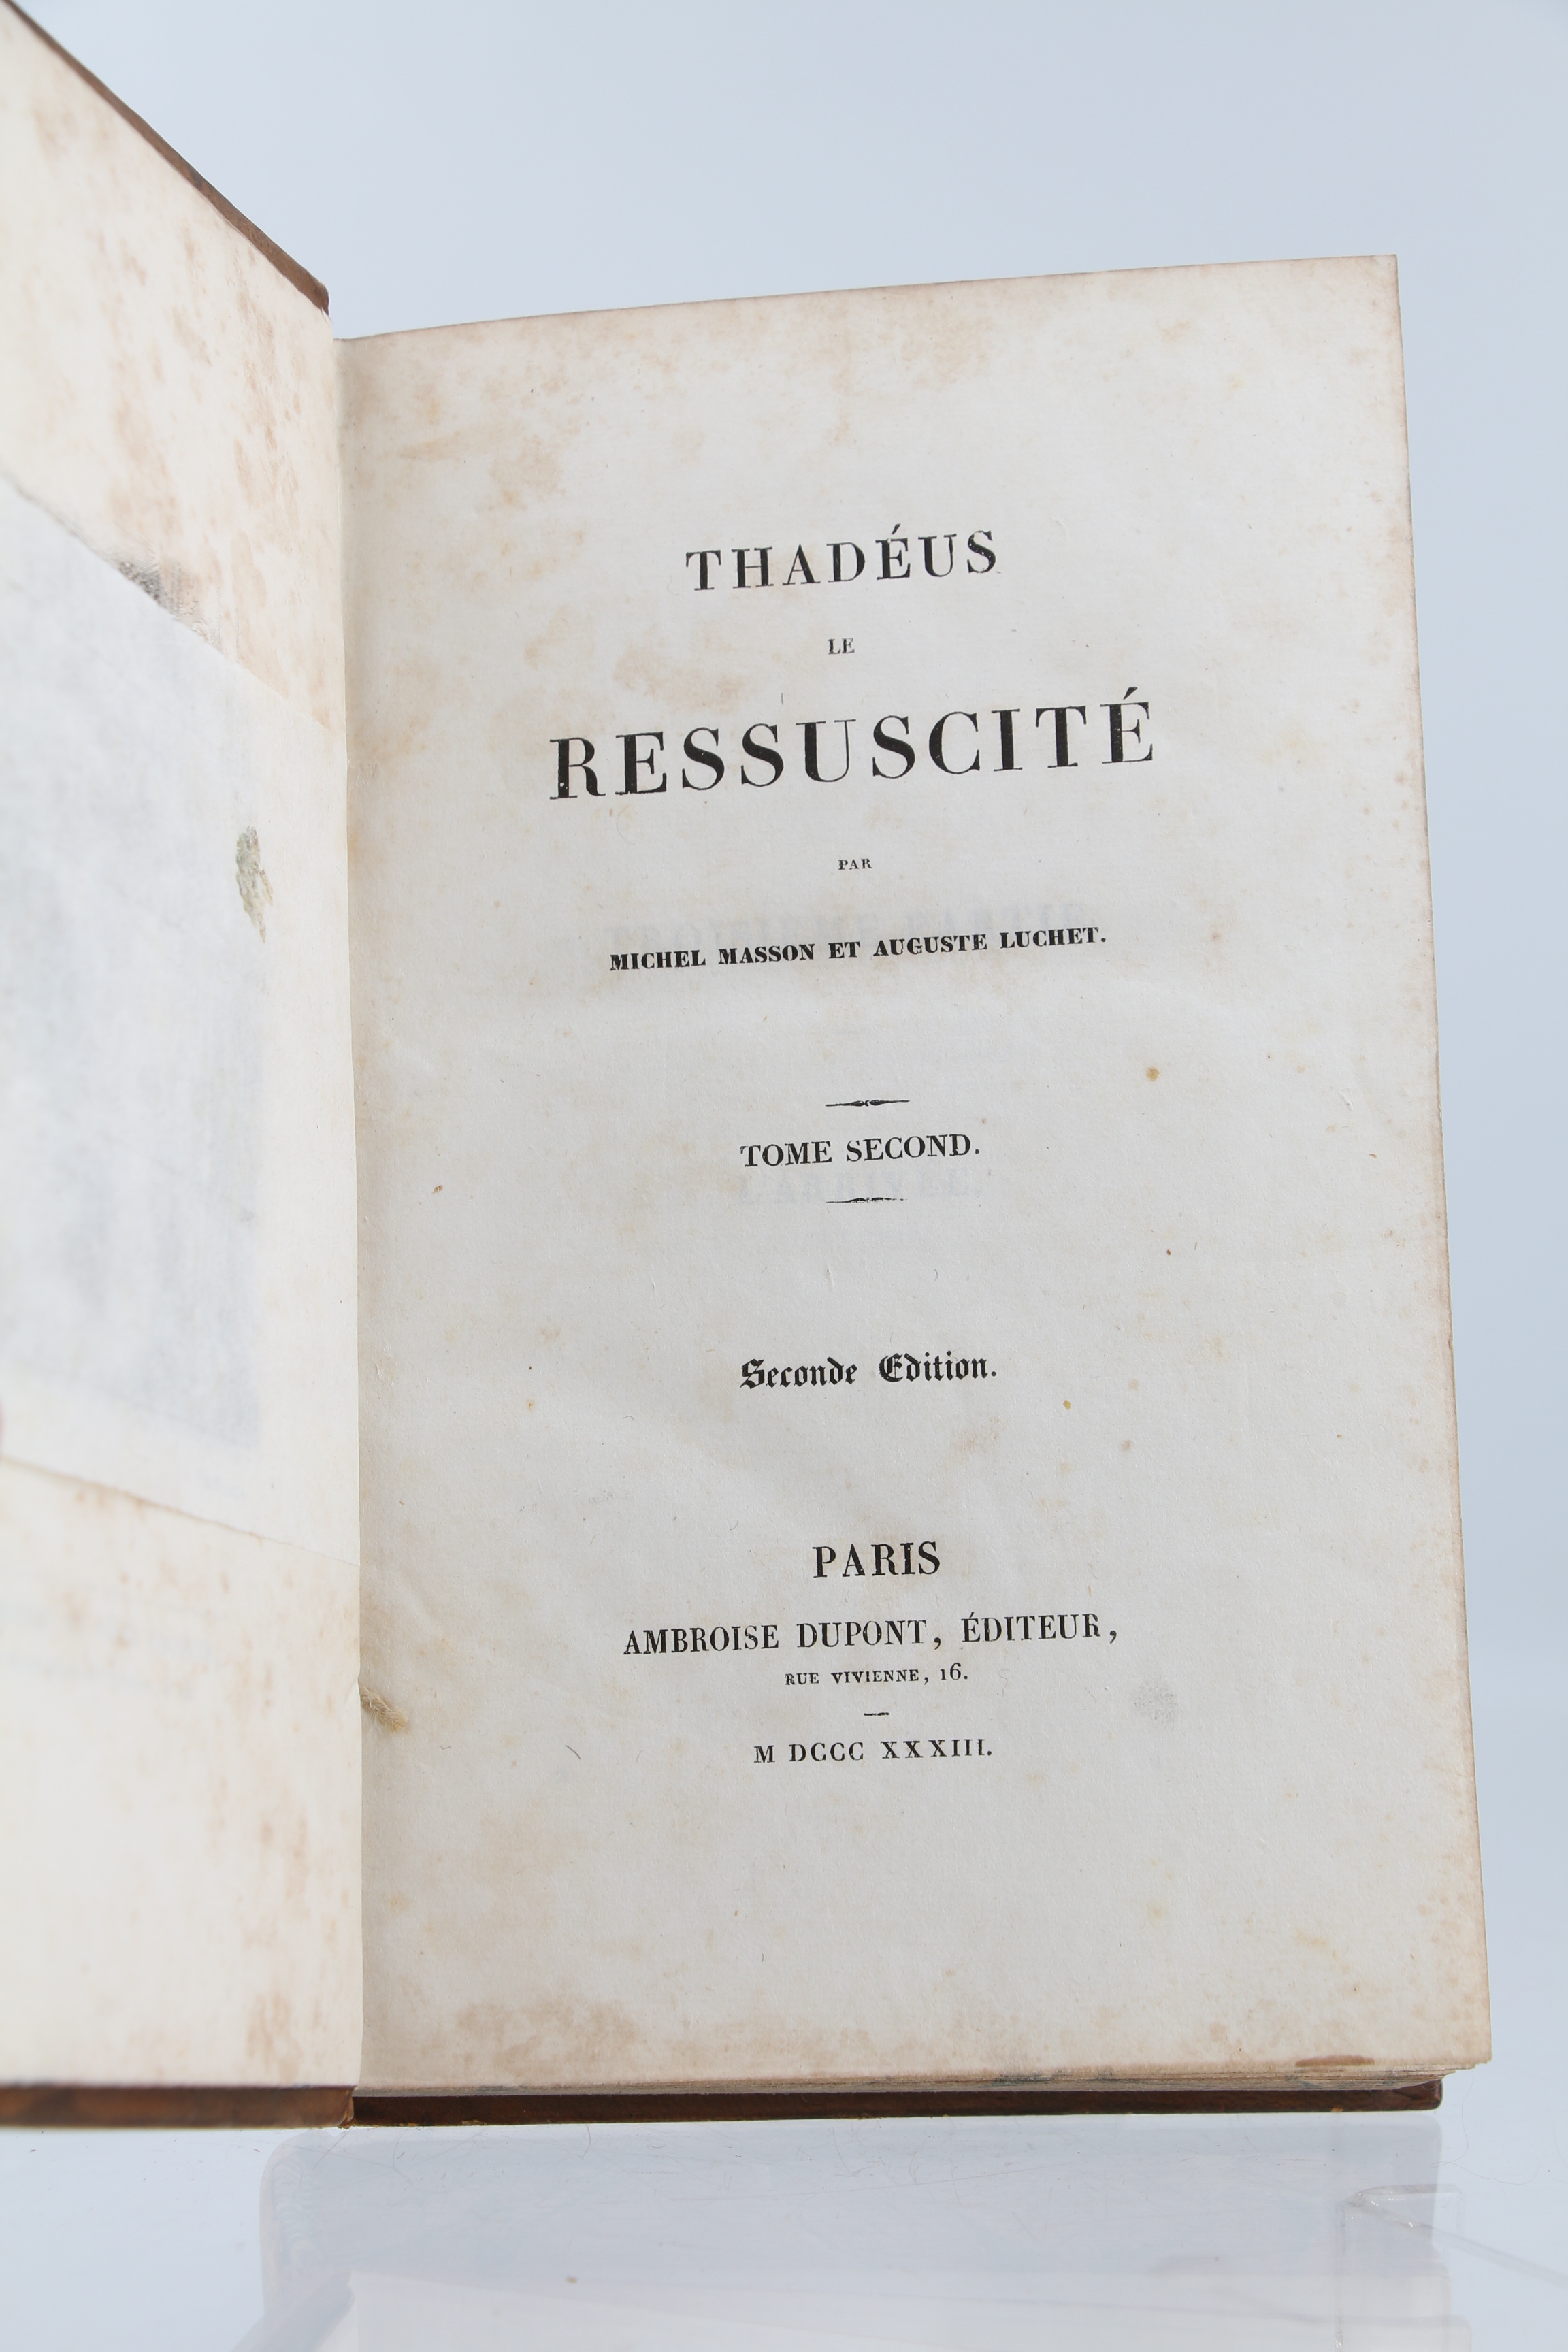 THADÉUS
LE
RESSUSCITÉ
PAR
MICHEL MASSON ET AUGUSTE LUCHET.
TOME SECOND.
Seconde Edition.
PARIS
AMBROISE DUPONT, ÉDITEUR,
RUE VIVIENNE, 16.
M DCCC XXXIII.